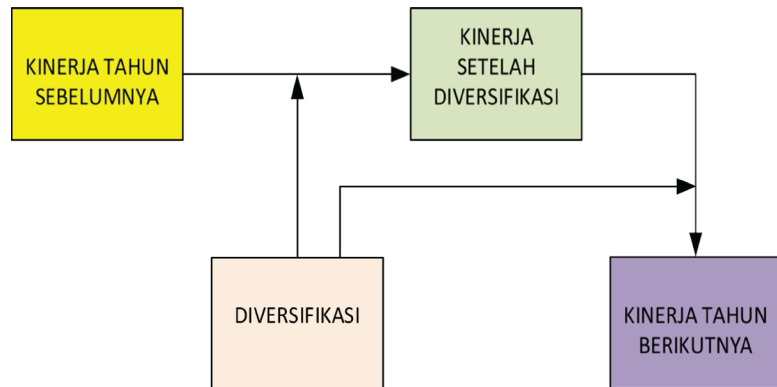 KINERJA TAHUN
SEBELUMNYA
KINERJA
SETELAH
DIVERSIFIKASI
DIVERSIFIKASI
KINERJA TAHUN
BERIKUTNYA